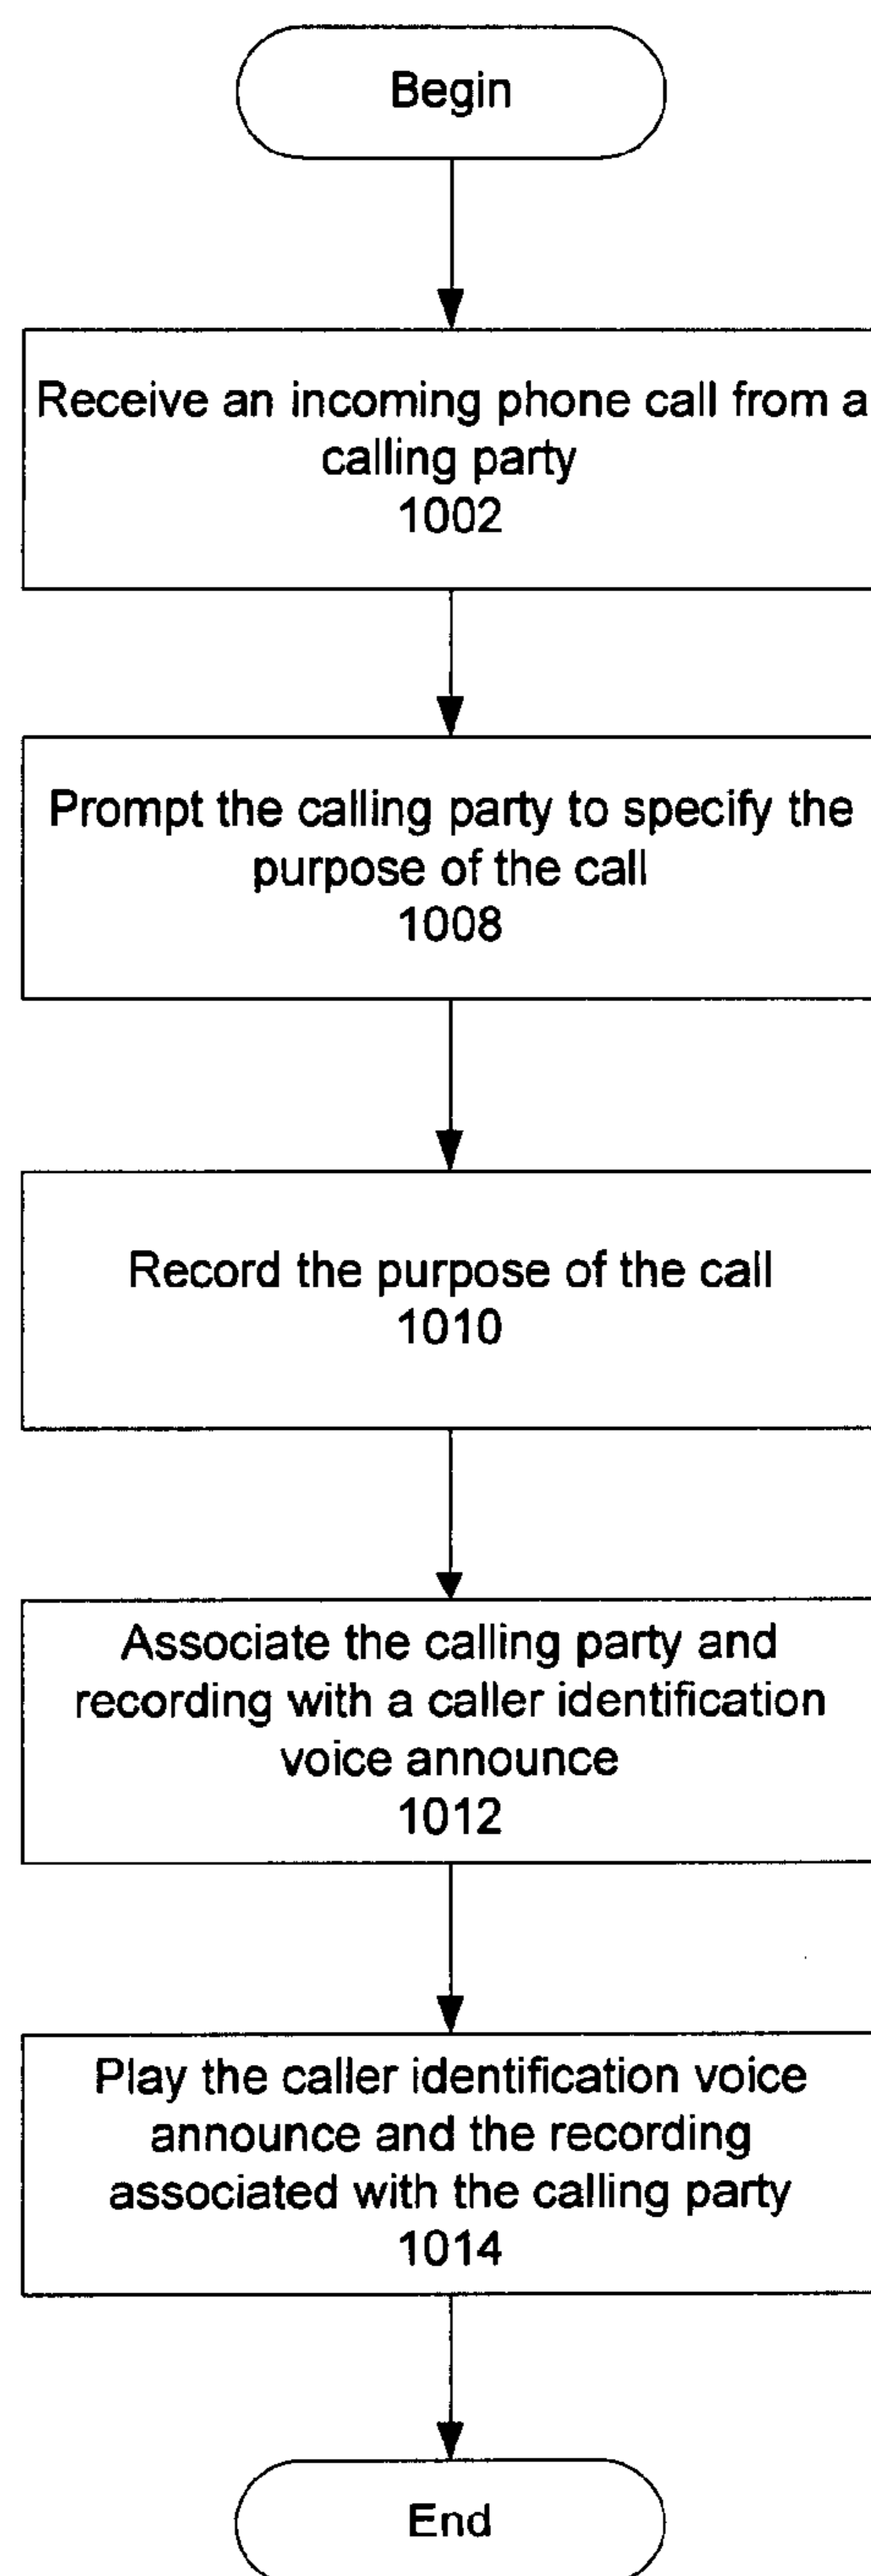 Begin
Receive an incoming phone call from a
calling party
1002
Prompt the calling party to specify the
purpose of the call
1008
Record the purpose of the call
1010
Associate the calling party and
recording with a caller identification
voice announce
1012
Play the caller identification voice
announce and the recording
associated with the calling party
1014
End